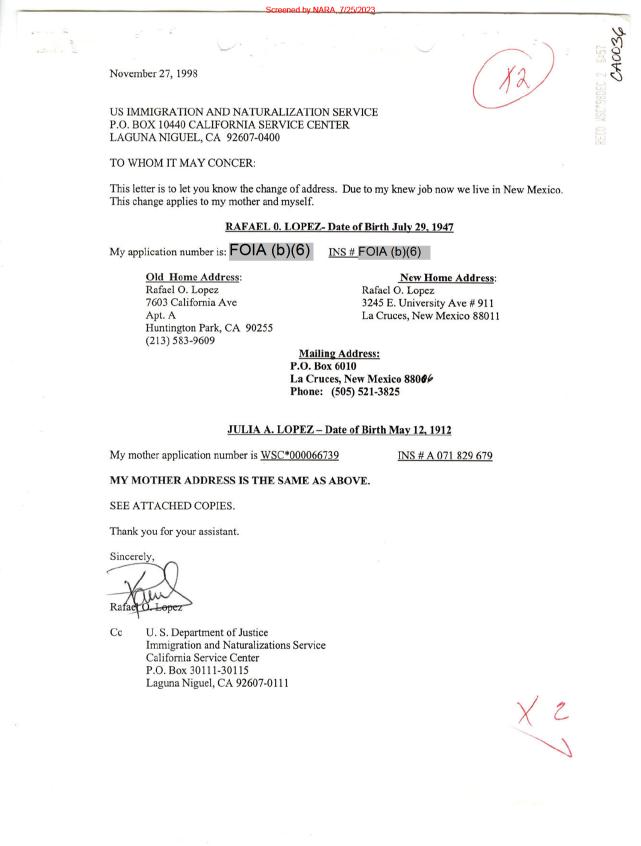 Screened by NARA, 7/25/2023
CA0036
X2
November 27, 1998
US IMMIGRATION AND NATURALIZATION SERVICE
P.O. BOX 10440 CALIFORNIA SERVICE CENTER
LAGUNA NIGUEL, CA 92607-0400
TO WHOM IT MAY CONCER:
This letter is to let you know the change of address. Due to my knew job now we live in New Mexico.
This change applies to my mother and myself.
RAFAEL 0. LOPEZ- Date of Birth July 29, 1947
My application number is: FOIA (b)(6) INS # FOIA (b)(6)
Old Home Address:
Rafael O. Lopez
7603 California Ave
Apt. A
Huntington Park, CA 90255
(213) 583-9609
New Home Address:
Rafael O. Lopez
3245 E. University Ave # 911
La Cruces, New Mexico 88011
Mailing Address:
P.O. Box 6010
La Cruces, New Mexico 88006
Phone: (505) 521-3825
JULIA A. LOPEZ – Date of Birth May 12, 1912
My mother application number is WSC*000066739 INS # A 071 829 679
MY MOTHER ADDRESS IS THE SAME AS ABOVE.
SEE ATTACHED COPIES.
Thank you for your assistant.
Sincerely,
Rafael O. Lopez
Cc U. S. Department of Justice
Immigration and Naturalizations Service
California Service Center
P.O. Box 30111-30115
Laguna Niguel, CA 92607-0111
X 2